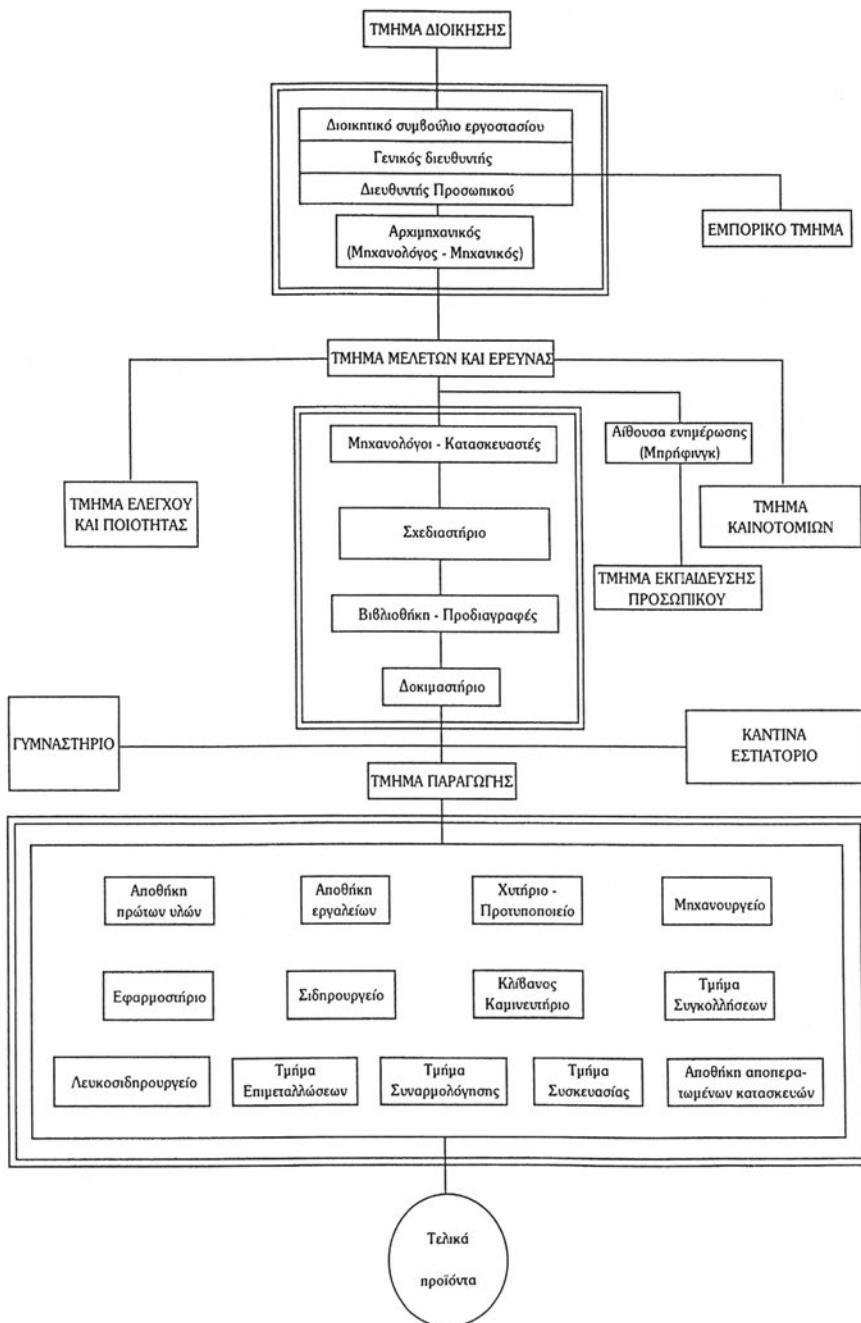 ΤΜΗΜΑ ΔΙΟΙΚΗΣΗΣ
Διοικητικό συμβούλιο εργοστασίου
Γενικός διευθυντής
Διευθυντής Προσωπικού
Αρχιμηχανικός
(Μηχανολόγος - Μηχανικός)
ΕΜΠΟΡΙΚΟ ΤΜΗΜΑ
ΤΜΗΜΑ ΜΕΛΕΤΩΝ ΚΑΙ ΕΡΕΥΝΑΣ
Μηχανολόγοι - Κατασκευαστές
Αίθουσα ενημέρωσης
(Μπρήφινγκ)
ΤΜΗΜΑ ΕΛΕΓΧΟΥ
ΚΑΙ ΠΟΙΟΤΗΤΑΣ
ΤΜΗΜΑ
ΚΑΙΝΟΤΟΜΙΩΝ
Σχεδιαστήριο
ΤΜΗΜΑ ΕΚΠΑΙΔΕΥΣΗΣ
ΠΡΟΣΩΠΙΚΟΥ
Βιβλιοθήκη - Προδιαγραφές
Δοκιμαστήριο
ΓΥΜΝΑΣΤΗΡΙΟ
ΚΑΝΤΙΝΑ
ΕΣΤΙΑΤΟΡΙΟ
ΤΜΗΜΑ ΠΑΡΑΓΩΓΗΣ
Αποθήκη
πρώτων υλών
Αποθήκη
εργαλείων
Χυτήριο -
Προτυποποιείο
Μηχανουργείο
Εφαρμοστήριο
Σιδηρουργείο
Κλίβανος
Καμινευτήριο
Τμήμα
Συγκολλήσεων
Λευκοσιδηρουργείο
Τμήμα
Επιμεταλλώσεων
Τμήμα
Συναρμολόγησης
Τμήμα
Συσκευασίας
Αποθήκη αποπερα-
τωμένων κατασκευών
Τελικά
προϊόντα